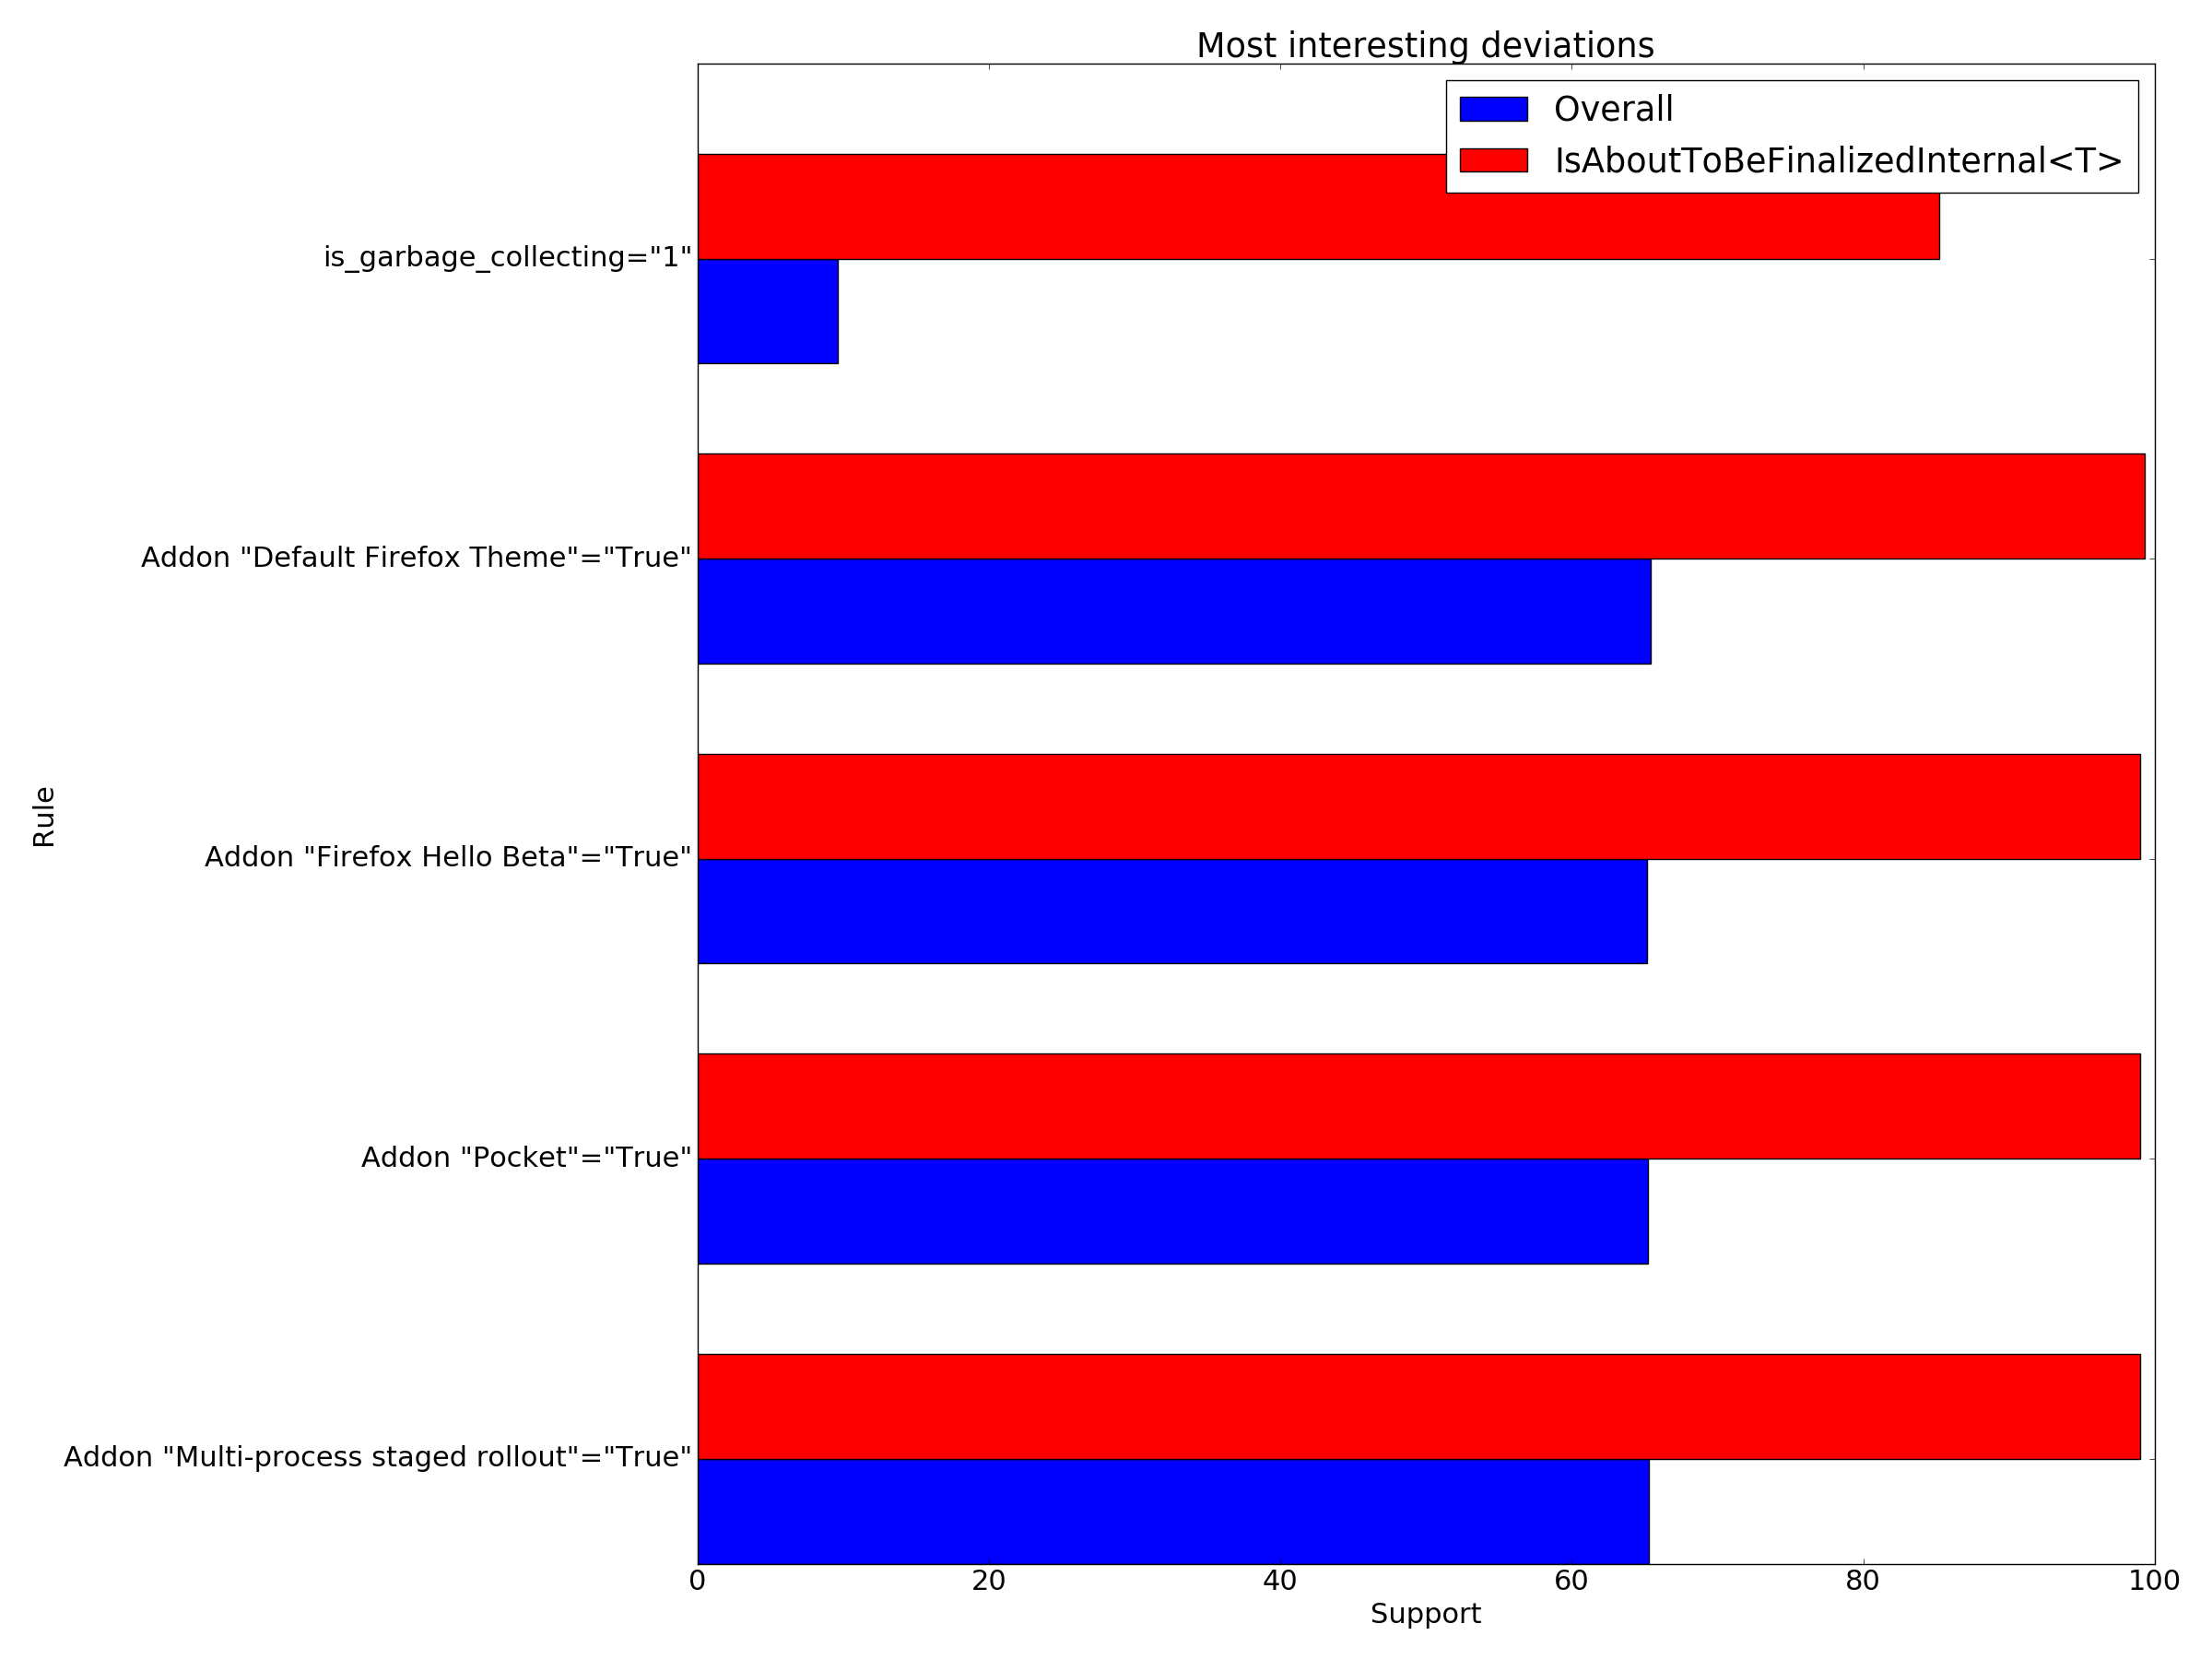 Most interesting deviations
Overall
IsAboutToBeFinalizedInternal<T>
is_garbage_collecting="1"
Addon "Default Firefox Theme"="True"
Addon "Firefox Hello Beta"="True"
Addon "Pocket"="True"
Addon "Multi-process staged rollout"="True"
Rule
0 20 40 60 80 100
Support